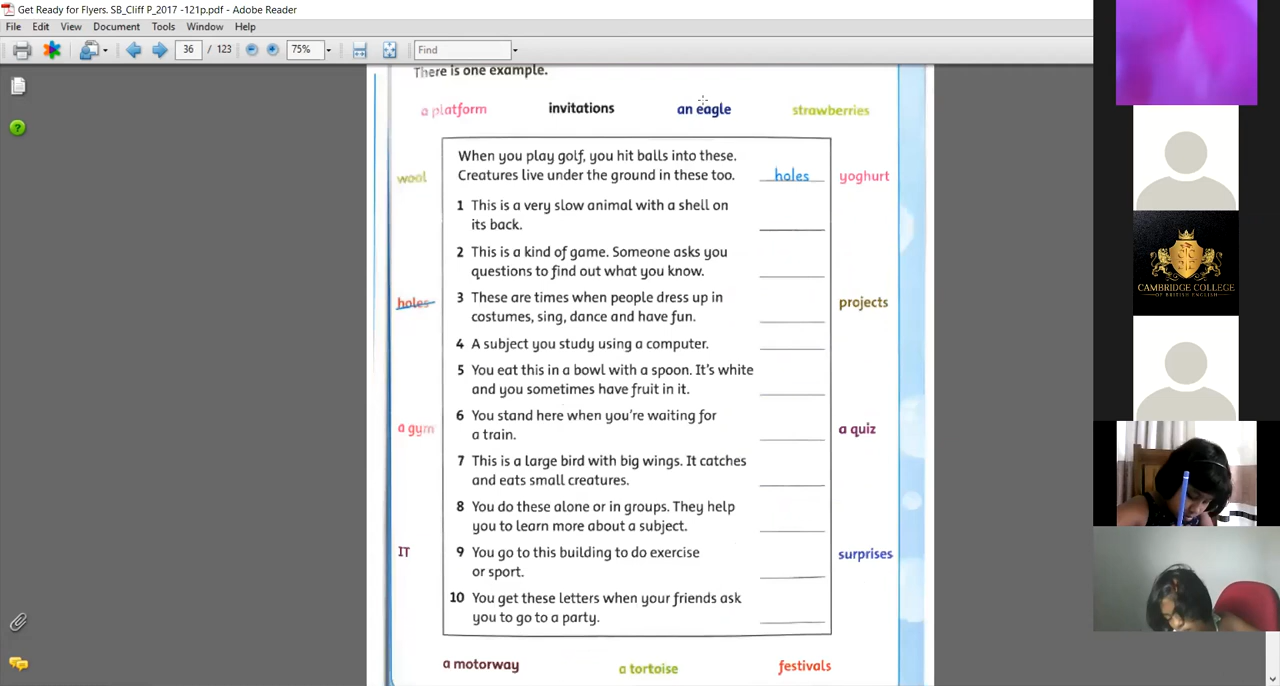 Get Ready for Flyers. SB_Cliff P_2017 -121p.pdf - Adobe Reader
File Edit View Document Tools Window Help
36 / 123 75% Find
There is one example.
a platform invitations an eagle strawberries
When you play golf, you hit balls into these.
wool Creatures live under the ground in these too. holes yoghurt
1 This is a very slow animal with a shell on
its back.
2 This is a kind of game. Someone asks you
questions to find out what you know.
holes 3 These are times when people dress up in projects
costumes, sing, dance and have fun.
4 A subject you study using a computer.
5 You eat this in a bowl with a spoon. It's white
and you sometimes have fruit in it.
6 You stand here when you're waiting for
a gym a train. a quiz
7 This is a large bird with big wings. It catches
and eats small creatures.
8 You do these alone or in groups. They help
you to learn more about a subject.
IT 9 You go to this building to do exercise surprises
or sport.
10 You get these letters when your friends ask
you to go to a party.
a motorway a tortoise festivals
CAMBRIDGE COLLEGE
OF BRITISH ENGLISH